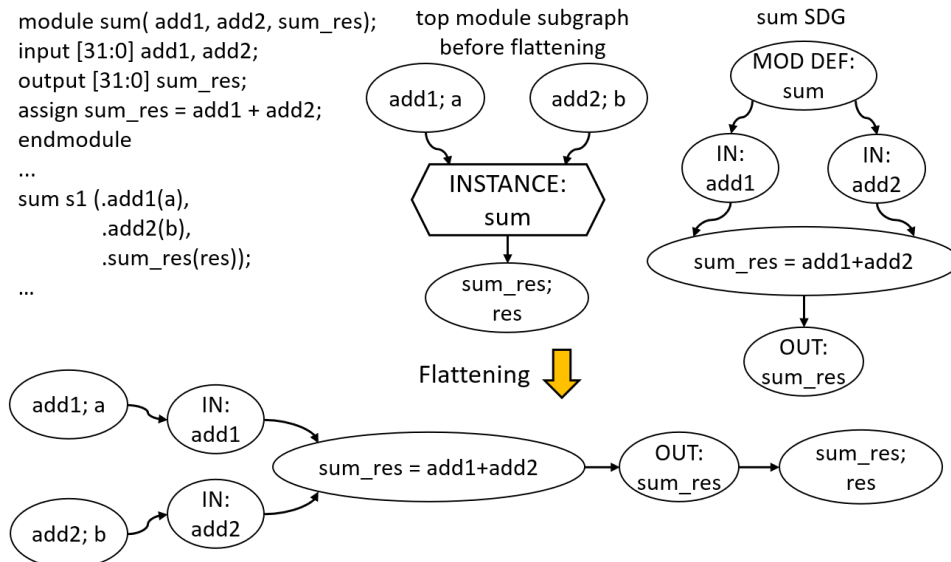 module sum( add1, add2, sum_res);
input [31:0] add1, add2;
output [31:0] sum_res;
assign sum_res = add1 + add2;
endmodule
...
sum s1 (.add1(a),
.add2(b),
.sum_res(res));
...
top module subgraph
before flattening
add1; a
add2; b
INSTANCE:
sum
sum_res;
res
sum SDG
MOD DEF:
sum
IN:
add1
IN:
add2
sum_res = add1+add2
OUT:
sum_res
Flattening
add1; a
IN:
add1
add2; b
IN:
add2
sum_res = add1+add2
OUT:
sum_res
sum_res;
res